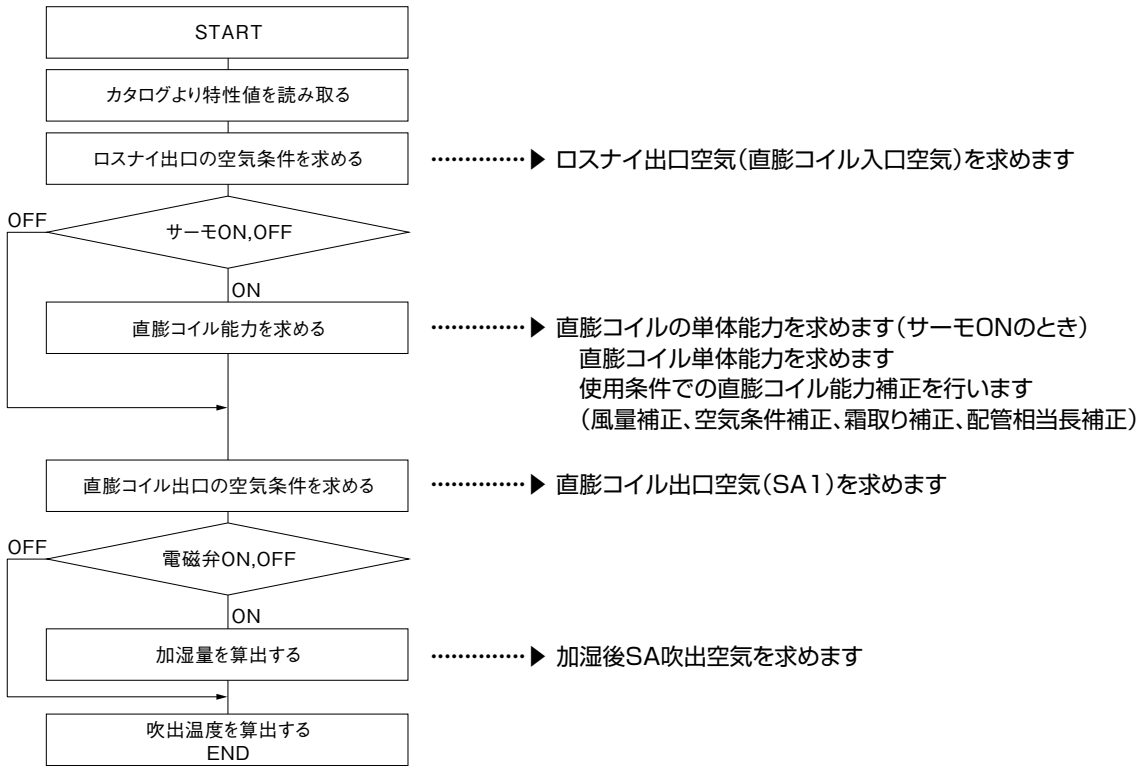 START
カタログより特性値を読み取る
ロスナイ出口の空気条件を求める
……………▶ ロスナイ出口空気(直膨コイル入口空気)を求めます
OFF
サーモON,OFF
ON
直膨コイル能力を求める
……………▶ 直膨コイルの単体能力を求めます(サーモONのとき)
直膨コイル単体能力を求めます
使用条件での直膨コイル能力補正を行います
(風量補正、空気条件補正、霜取り補正、配管相当長補正)
直膨コイル出口の空気条件を求める
……………▶ 直膨コイル出口空気(SA1)を求めます
OFF
電磁弁ON,OFF
ON
加湿量を算出する
……………▶ 加湿後SA吹出空気を求めます
吹出温度を算出する
END